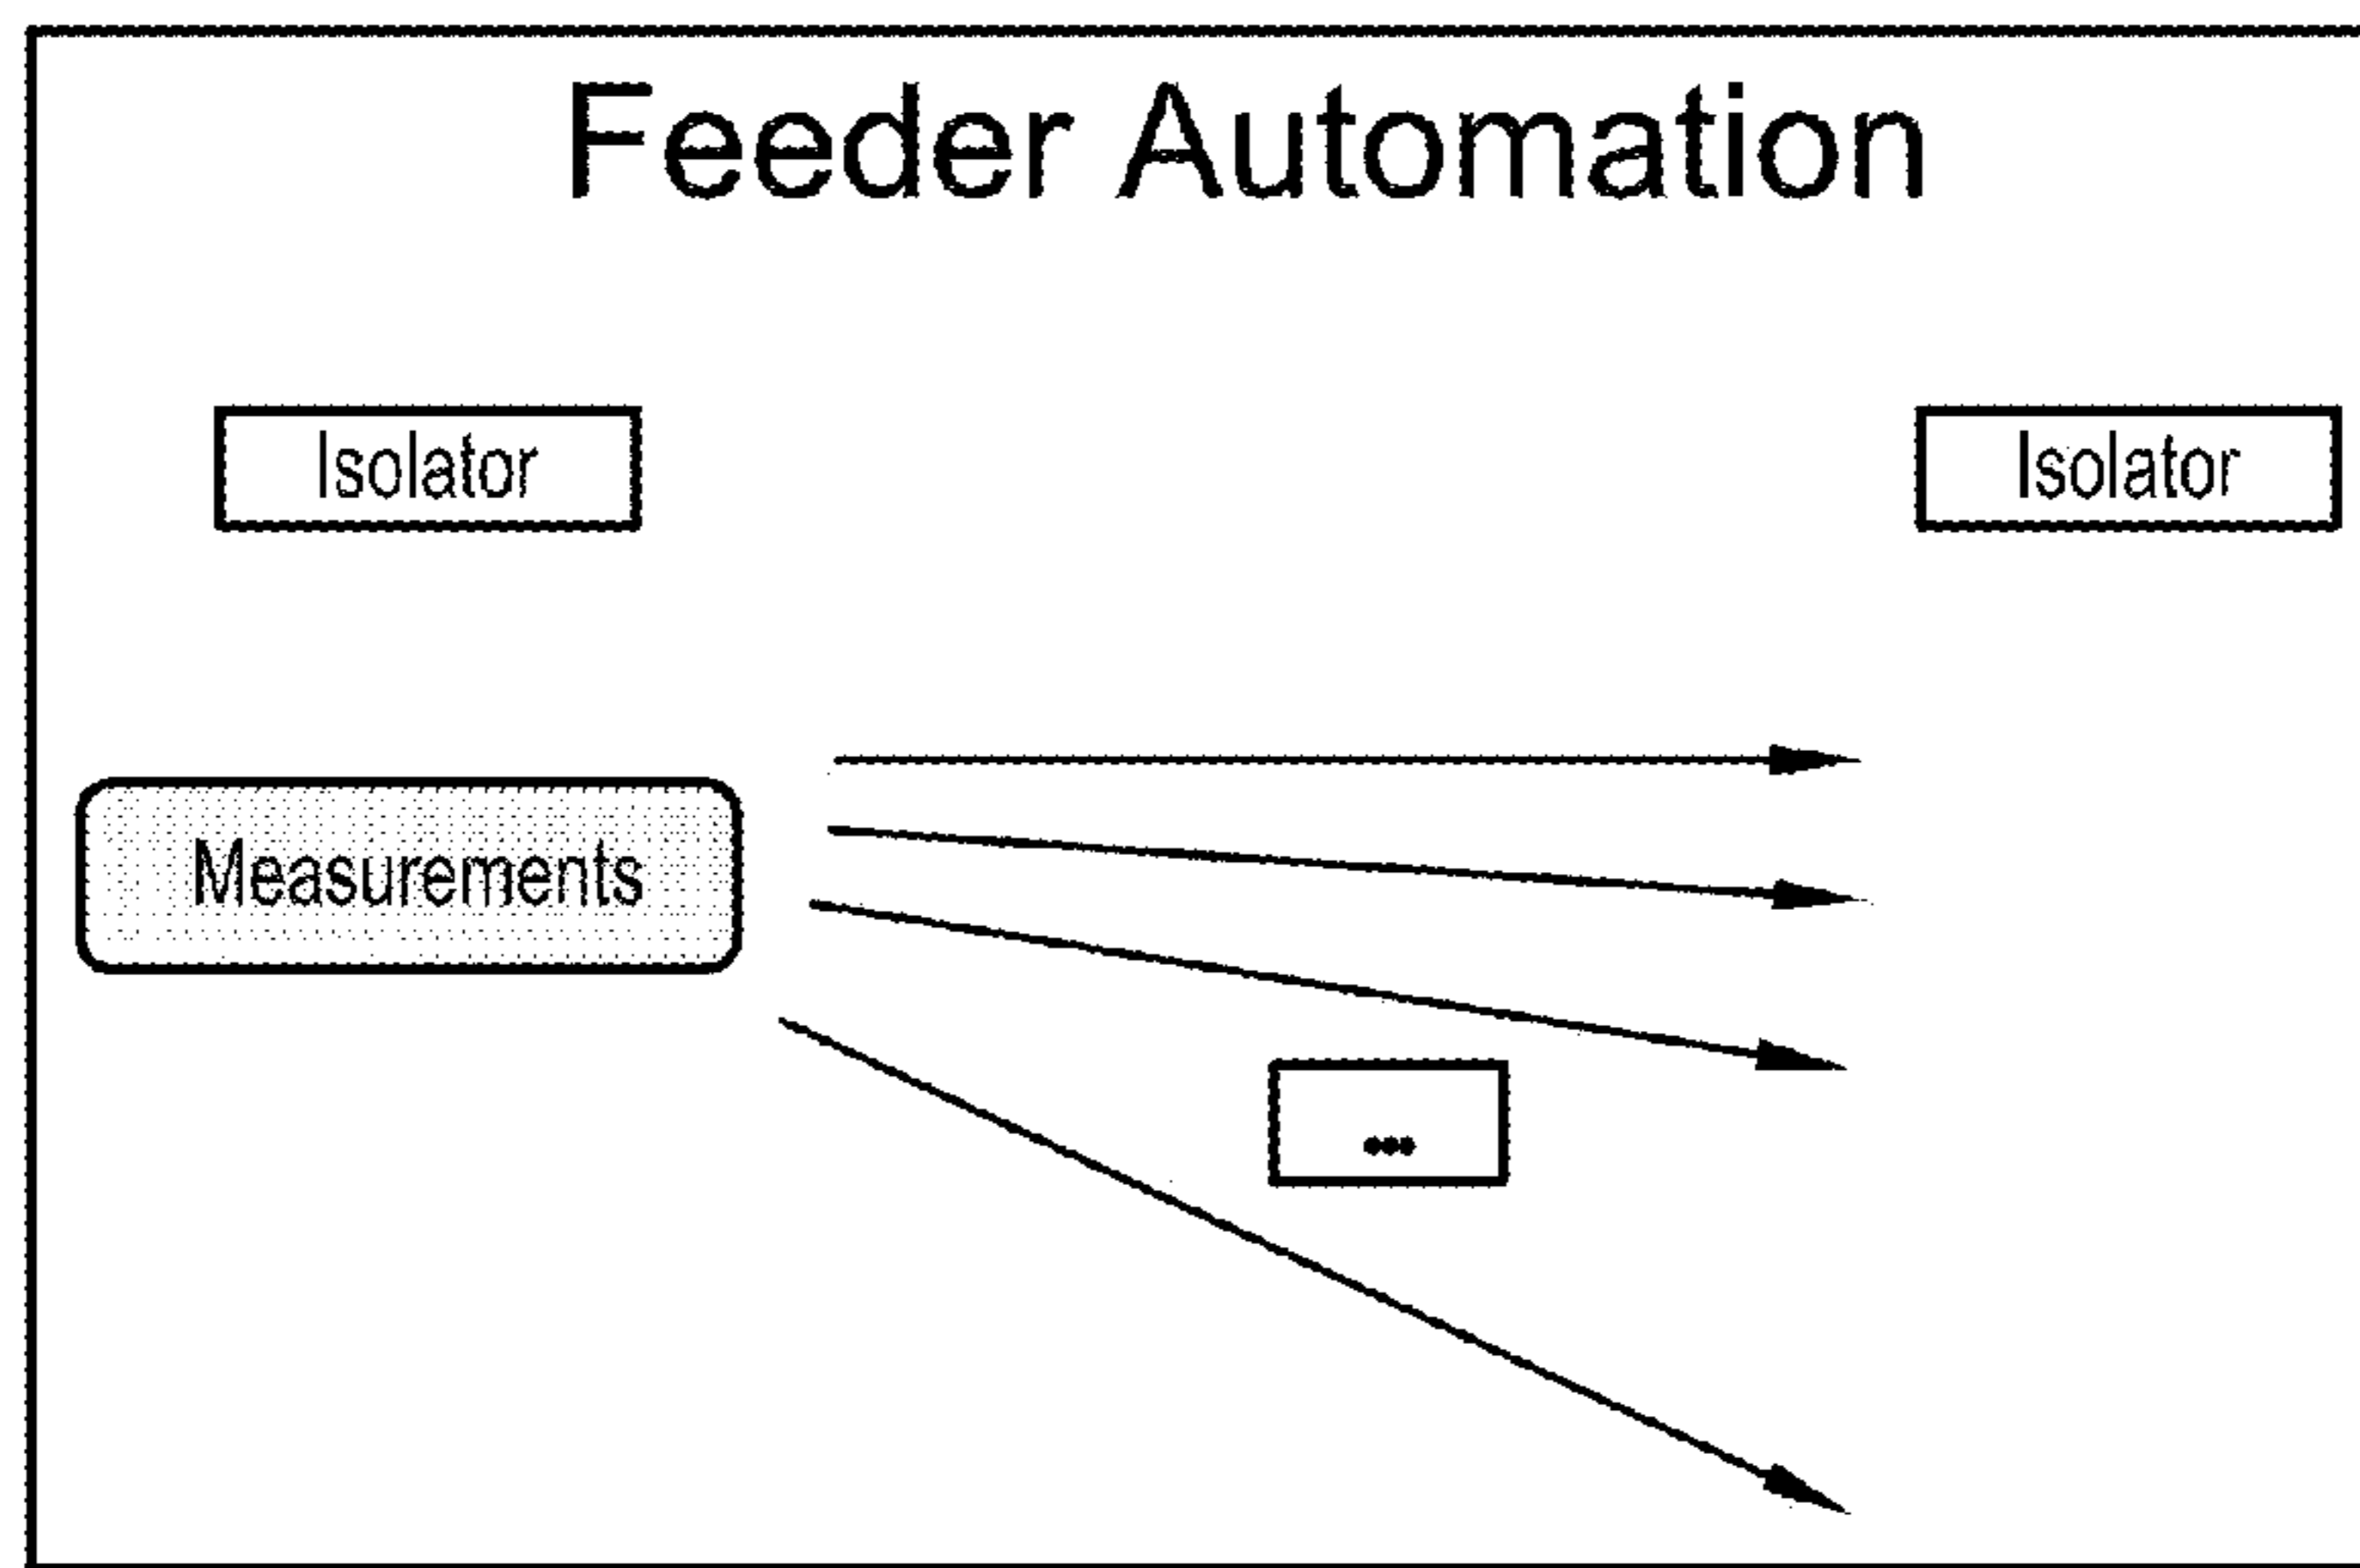 Feeder Automation
Isolator
Isolator
Measurements
...